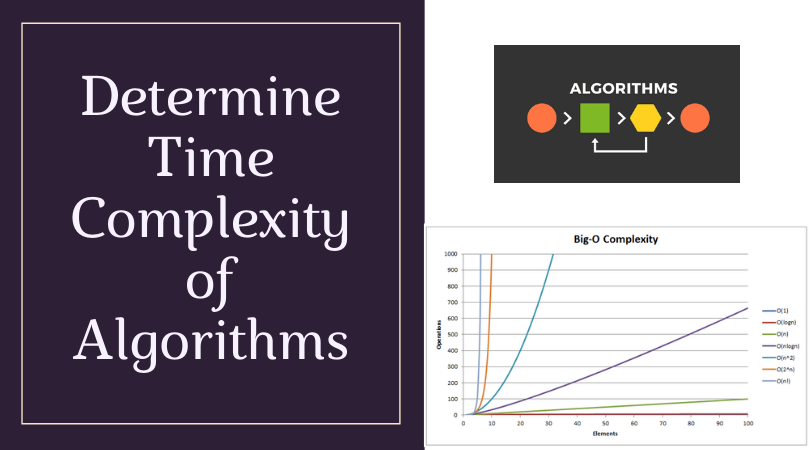 Determine
Time
Complexity
of
Algorithms
ALGORITHMS
Big-O Complexity
1000
900
800
700
600
500
400
300
200
100
0
Operations
0 10 20 30 40 50 60 70 80 90 100
Elements
O(1)
O(logn)
O(n)
O(nlogn)
O(n^2)
O(2^n)
O(n!)